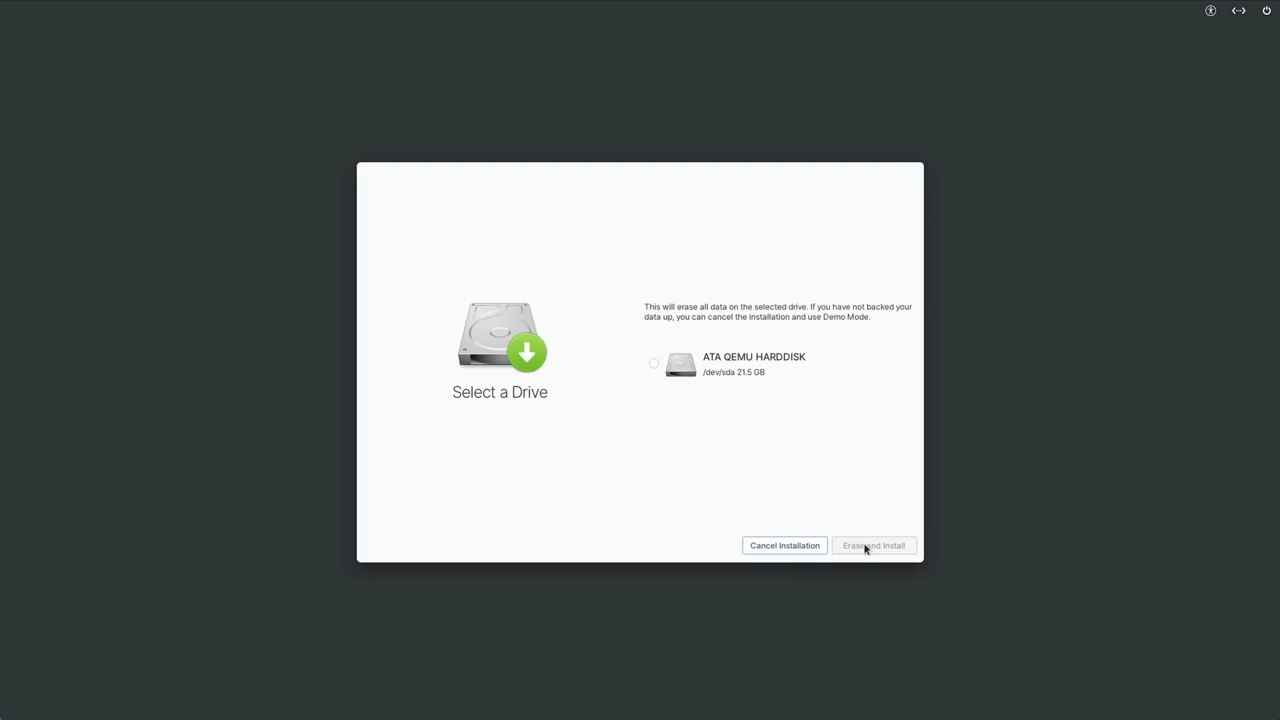 Select a Drive
This will erase all data on the selected drive. If you have not backed your
data up, you can cancel the installation and use Demo Mode.
ATA QEMU HARDDISK
/dev/sda 21.5 GB
Cancel Installation
Erase and Install